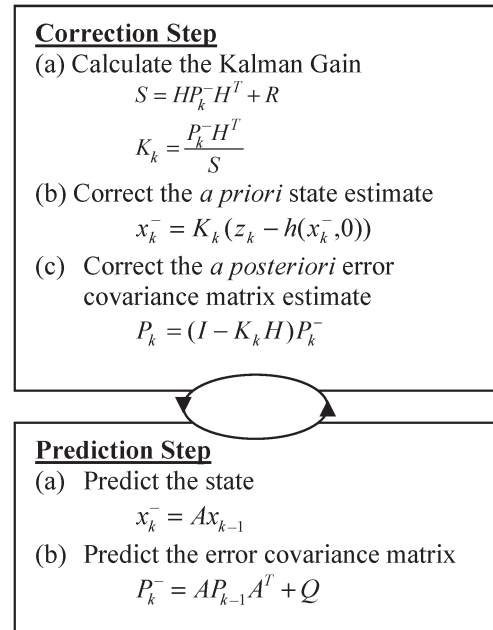 Correction Step
(a) Calculate the Kalman Gain
S = HP_k^- H^T + R
K_k = \frac{P_k^- H^T}{S}
(b) Correct the a priori state estimate
x_k^- = K_k (z_k − h(x_k^-,0))
(c) Correct the a posteriori error
covariance matrix estimate
P_k = (I − K_k H)P_k^-
Prediction Step
(a) Predict the state
x_k^- = Ax_{k−1}
(b) Predict the error covariance matrix
P_k^- = AP_{k−1} A^T + Q